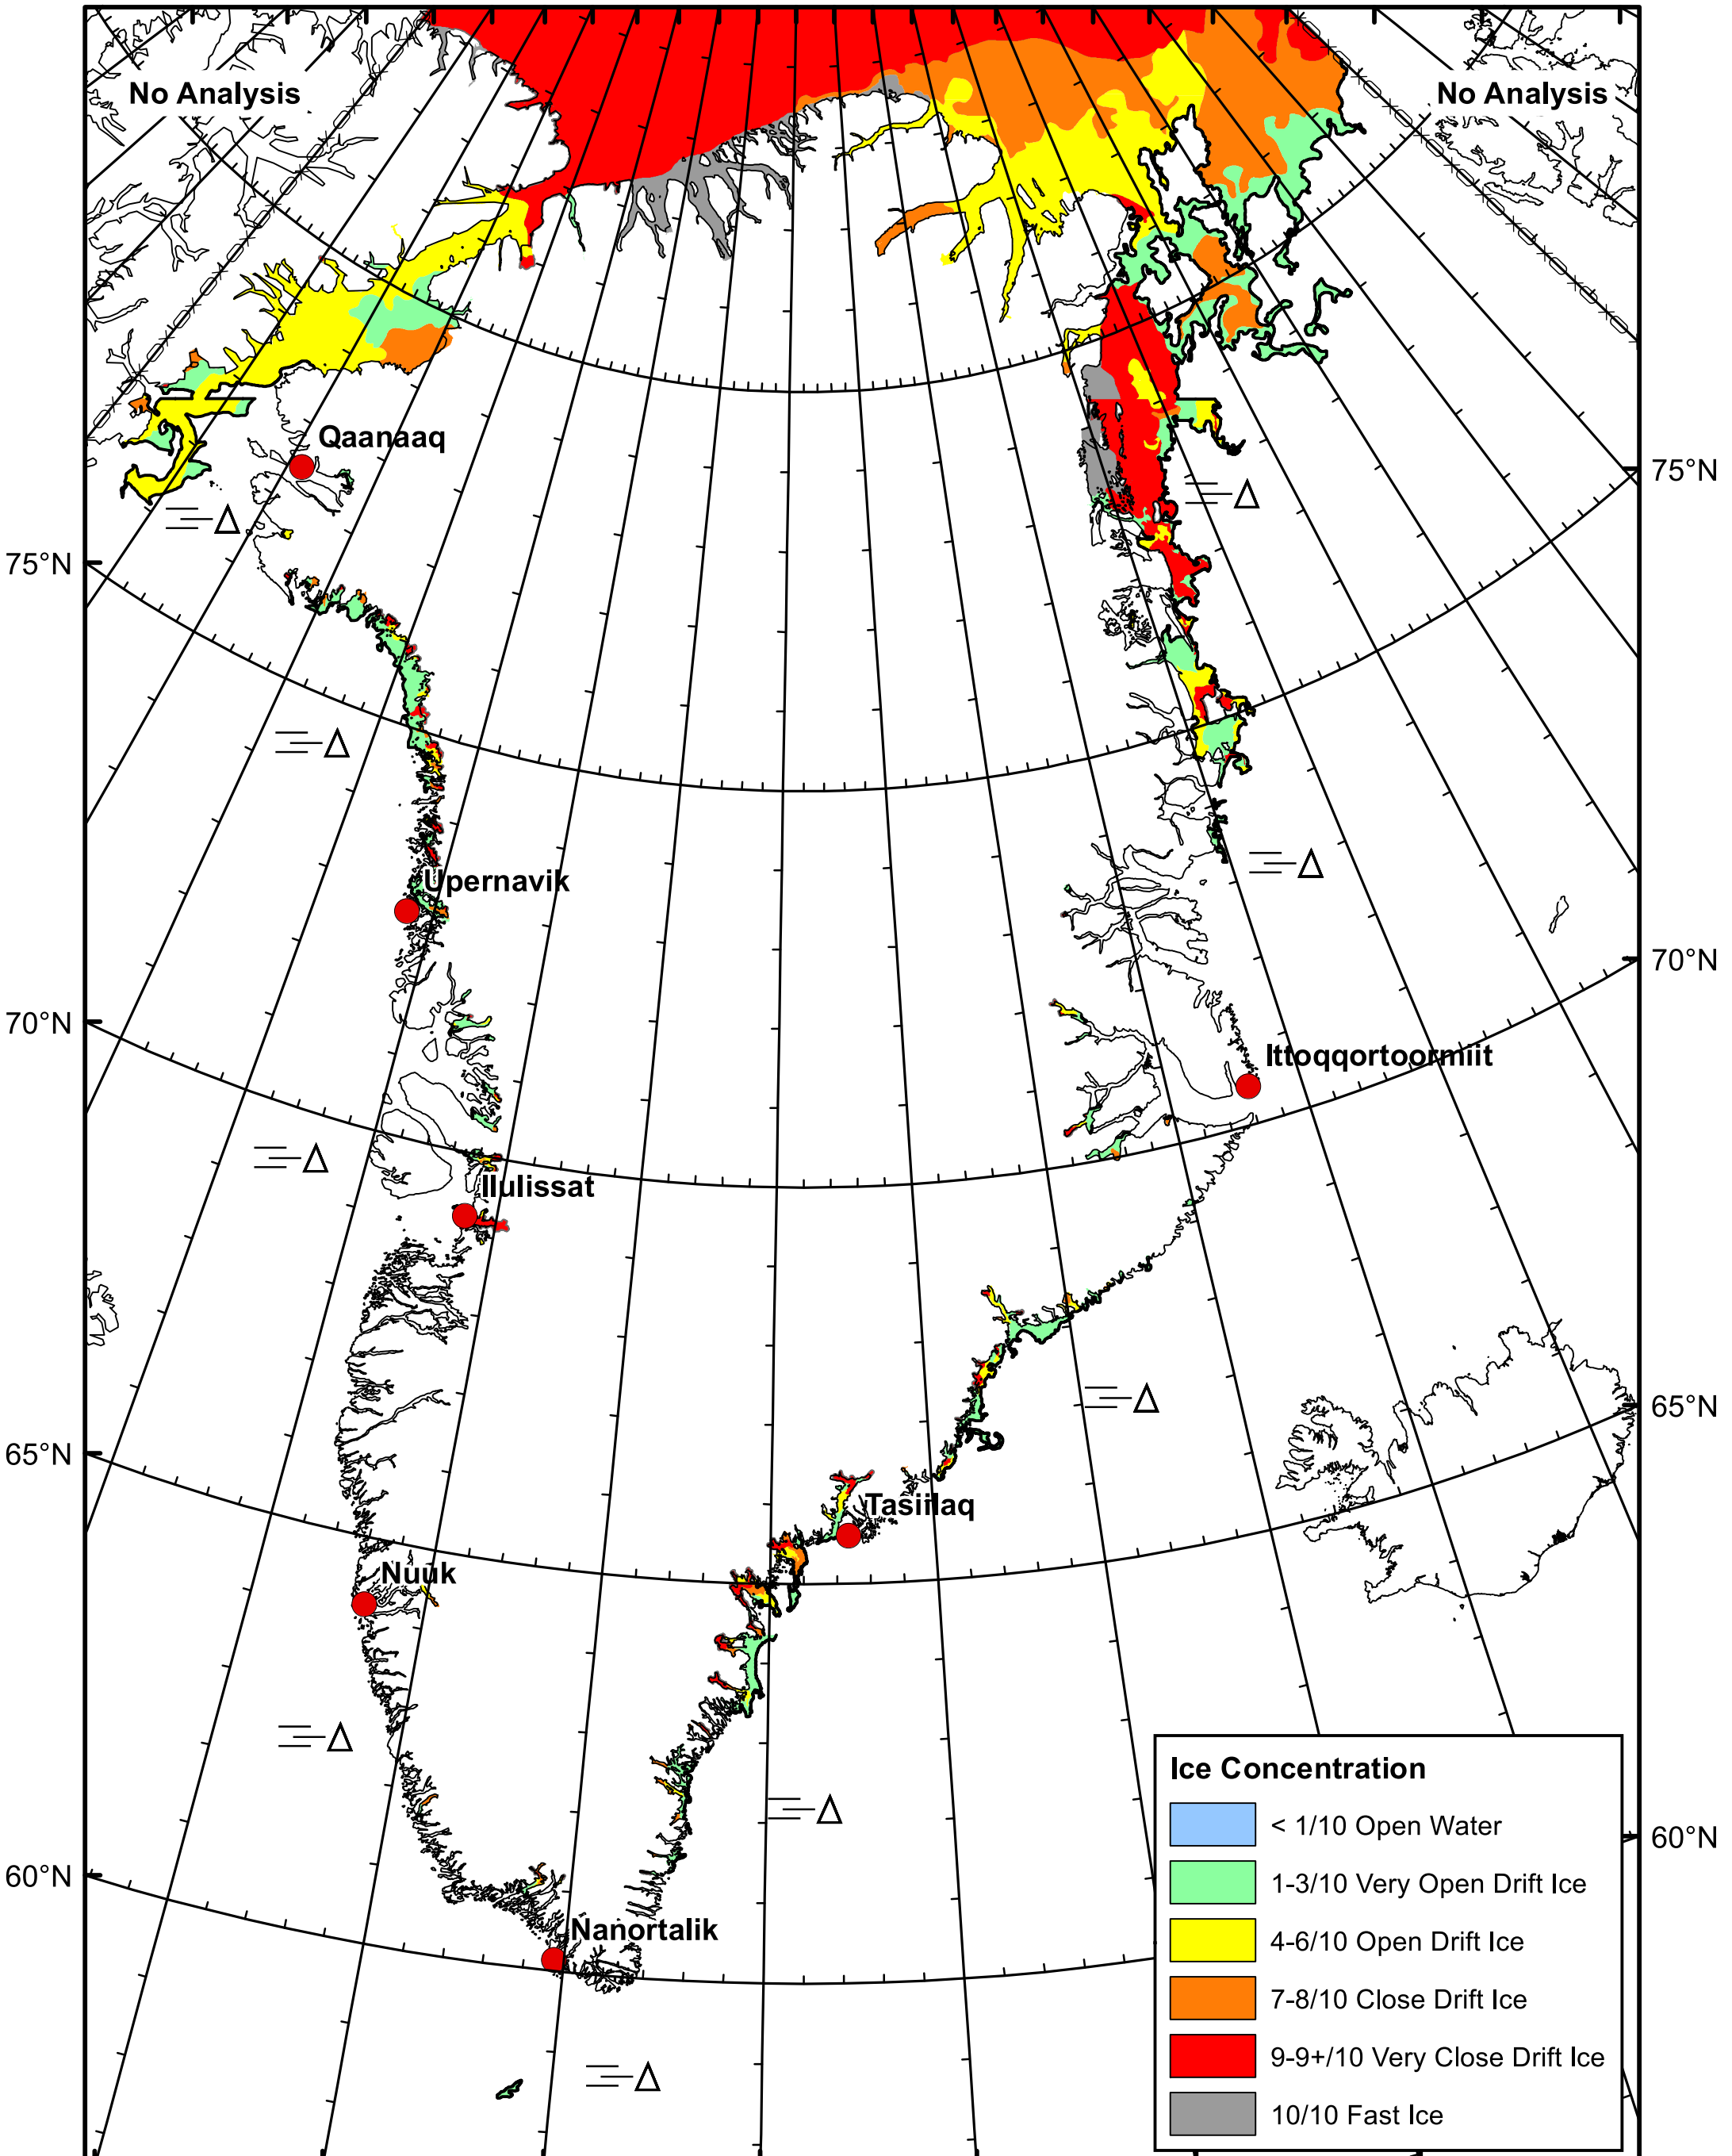 No Analysis
No Analysis
Qaanaaq
75°N
75°N
Upernavik
70°N
70°N
Ittoqqortoormiit
Ilulissat
65°N
65°N
Tasiilaq
Nuuk
Ice Concentration
< 1/10 Open Water
60°N
60°N
1-3/10 Very Open Drift Ice
Nanortalik
4-6/10 Open Drift Ice
7-8/10 Close Drift Ice
9-9+/10 Very Close Drift Ice
10/10 Fast Ice